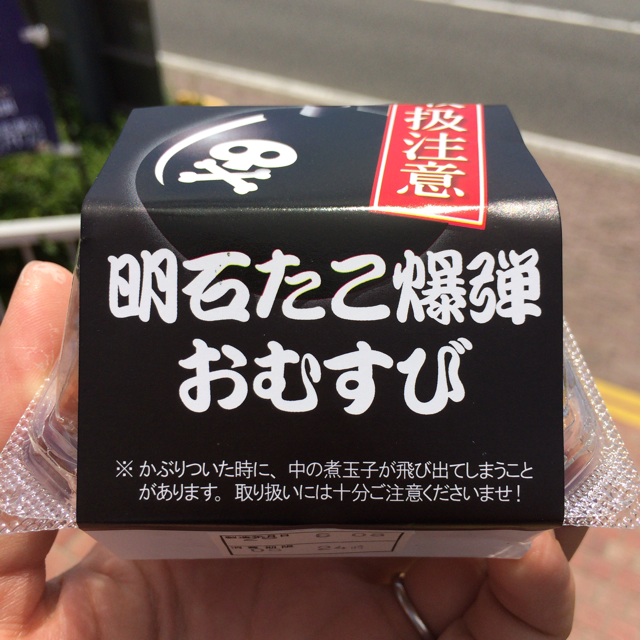 扱注意
明石たこ爆弾
おむすび
※ かぶりついた時に、中の煮玉子が飛び出てしまうこと
があります。取り扱いには十分ご注意くださいませ！